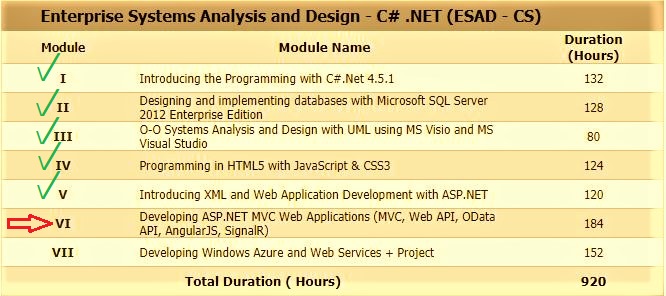 Enterprise Systems Analysis and Design - C# .NET (ESAD - CS)
Module Module Name Duration (Hours)
I Introducing the Programming with C#.Net 4.5.1 132
II Designing and implementing databases with Microsoft SQL Server 2012 Enterprise Edition 128
III O-O Systems Analysis and Design with UML using MS Visio and MS Visual Studio 80
IV Programming in HTML5 with JavaScript & CSS3 124
V Introducing XML and Web Application Development with ASP.NET 120
VI Developing ASP.NET MVC Web Applications (MVC, Web API, OData API, AngularJS, SignalR) 184
VII Developing Windows Azure and Web Services + Project 152
Total Duration ( Hours) 920